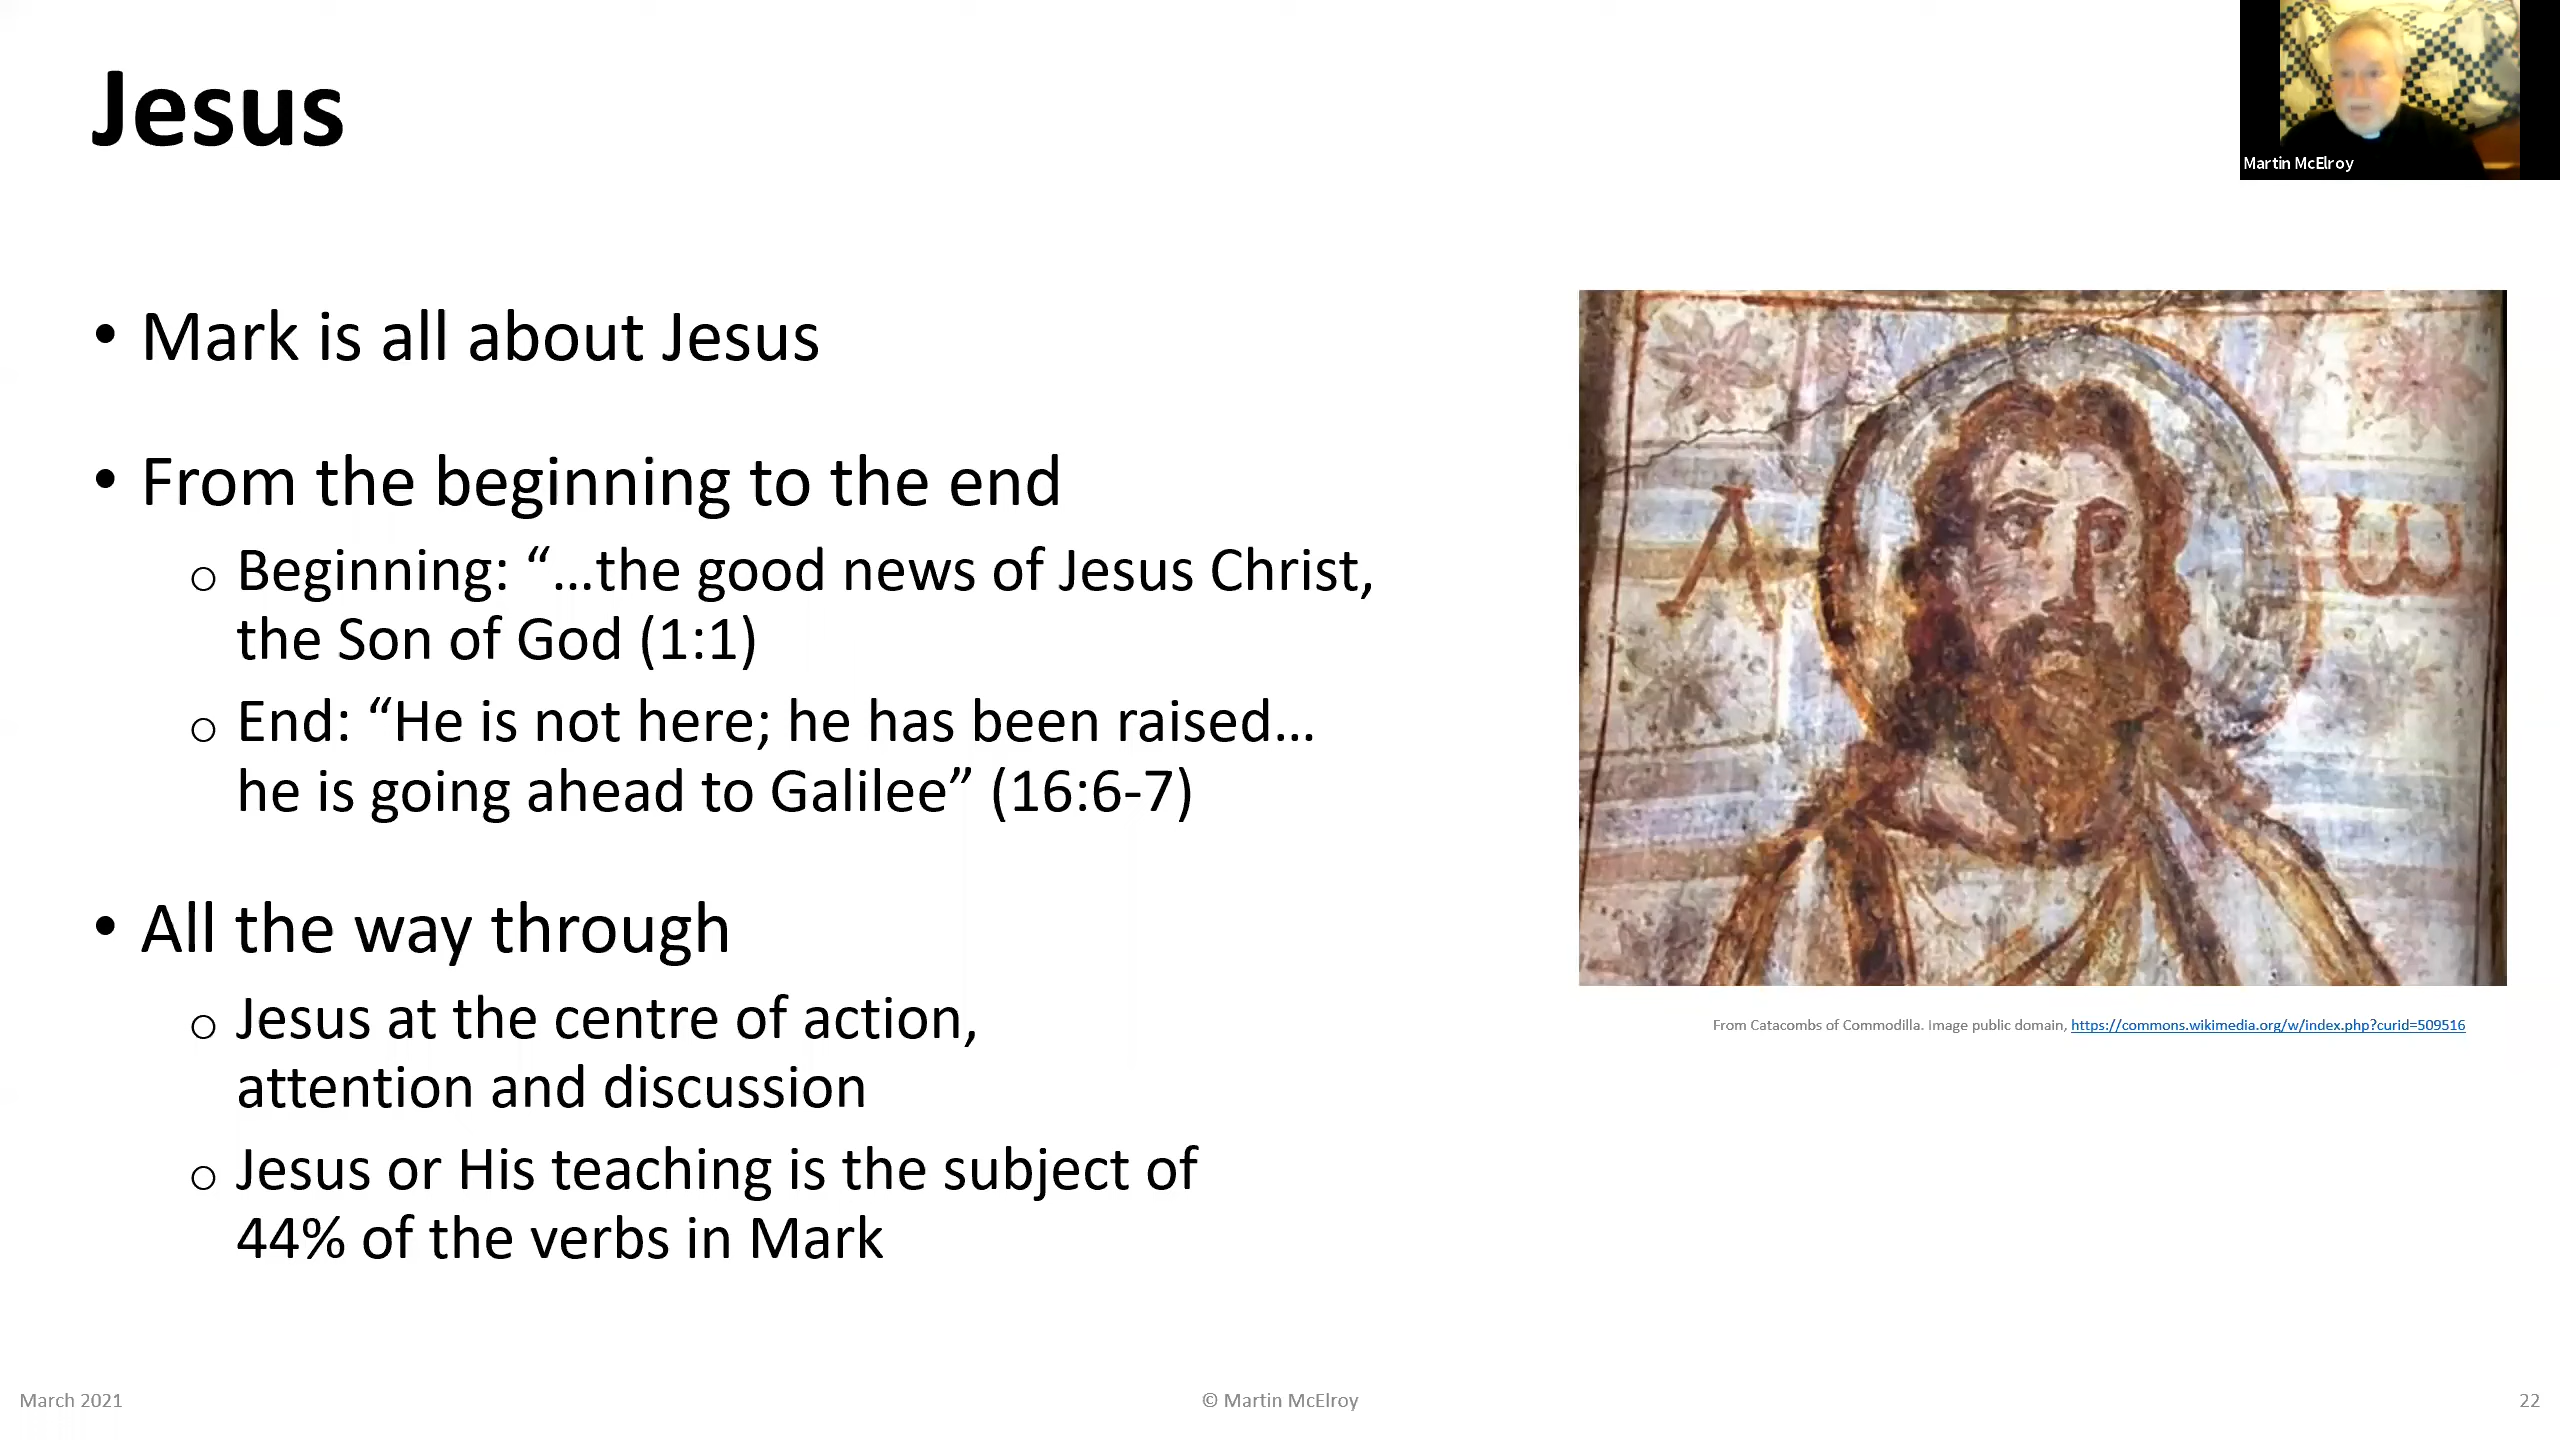 Jesus
Martin McElroy
• Mark is all about Jesus
• From the beginning to the end
o Beginning: “…the good news of Jesus Christ,
the Son of God (1:1)
o End: “He is not here; he has been raised…
he is going ahead to Galilee” (16:6-7)
• All the way through
o Jesus at the centre of action,
attention and discussion
o Jesus or His teaching is the subject of
44% of the verbs in Mark
Α ω
From Catacombs of Commodilla. Image public domain, https://commons.wikimedia.org/w/index.php?curid=509516
March 2021
© Martin McElroy
22